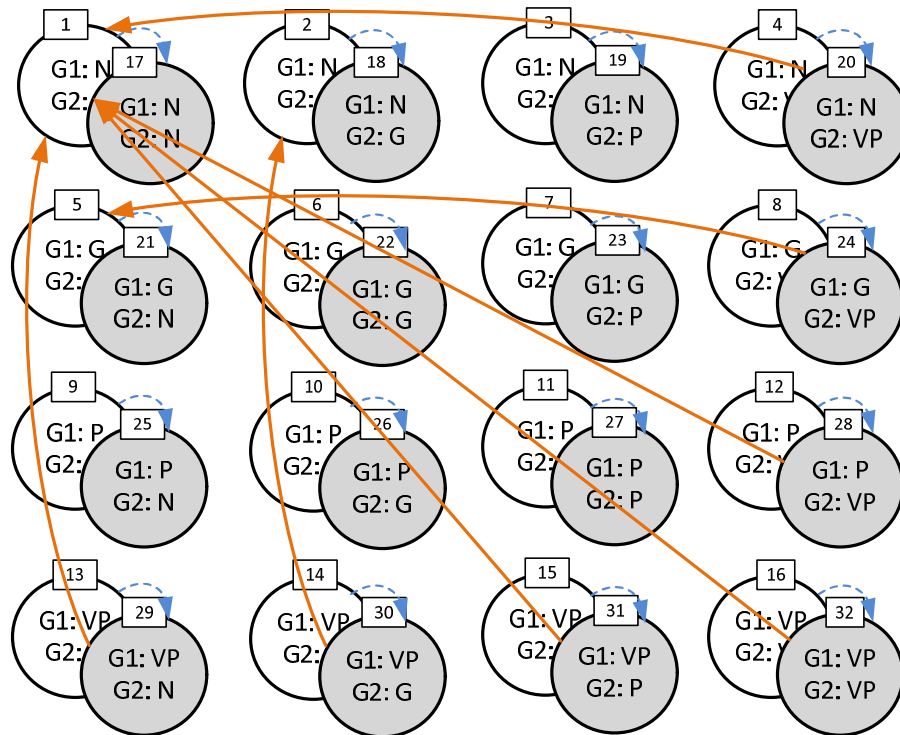 1
G1: N
G2:
17
G1: N
G2: N
2
G1: N
G2:
18
G1: N
G2: G
3
G1: N
G2:
19
G1: N
G2: P
4
G1: N
G2:
20
G1: N
G2: VP
5
G1: G
G2:
21
G1: G
G2: N
6
G1: G
G2:
22
G1: G
G2: G
7
G1: G
G2:
23
G1: G
G2: P
8
G1: G
G2:
24
G1: G
G2: VP
9
G1: P
G2:
25
G1: P
G2: N
10
G1: P
G2:
26
G1: P
G2: G
11
G1: P
G2:
27
G1: P
G2: P
12
G1: P
G2:
28
G1: P
G2: VP
13
G1: VP
G2:
29
G1: VP
G2: N
14
G1: VP
G2:
30
G1: VP
G2: G
15
G1: VP
G2:
31
G1: VP
G2: P
16
G1: VP
G2:
32
G1: VP
G2: VP